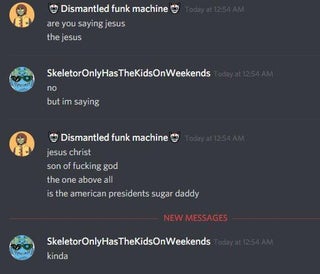 Dismantled funk machine Today at 12:54 AM
are you saying jesus
the jesus
SkeletorOnlyHasTheKidsOnWeekends Today at 12:54 AM
no
but im saying
Dismantled funk machine Today at 12:54 AM
jesus christ
son of fucking god
the one above all
is the american presidents sugar daddy
NEW MESSAGES
SkeletorOnlyHasTheKidsOnWeekends Today at 12:54 AM
kinda